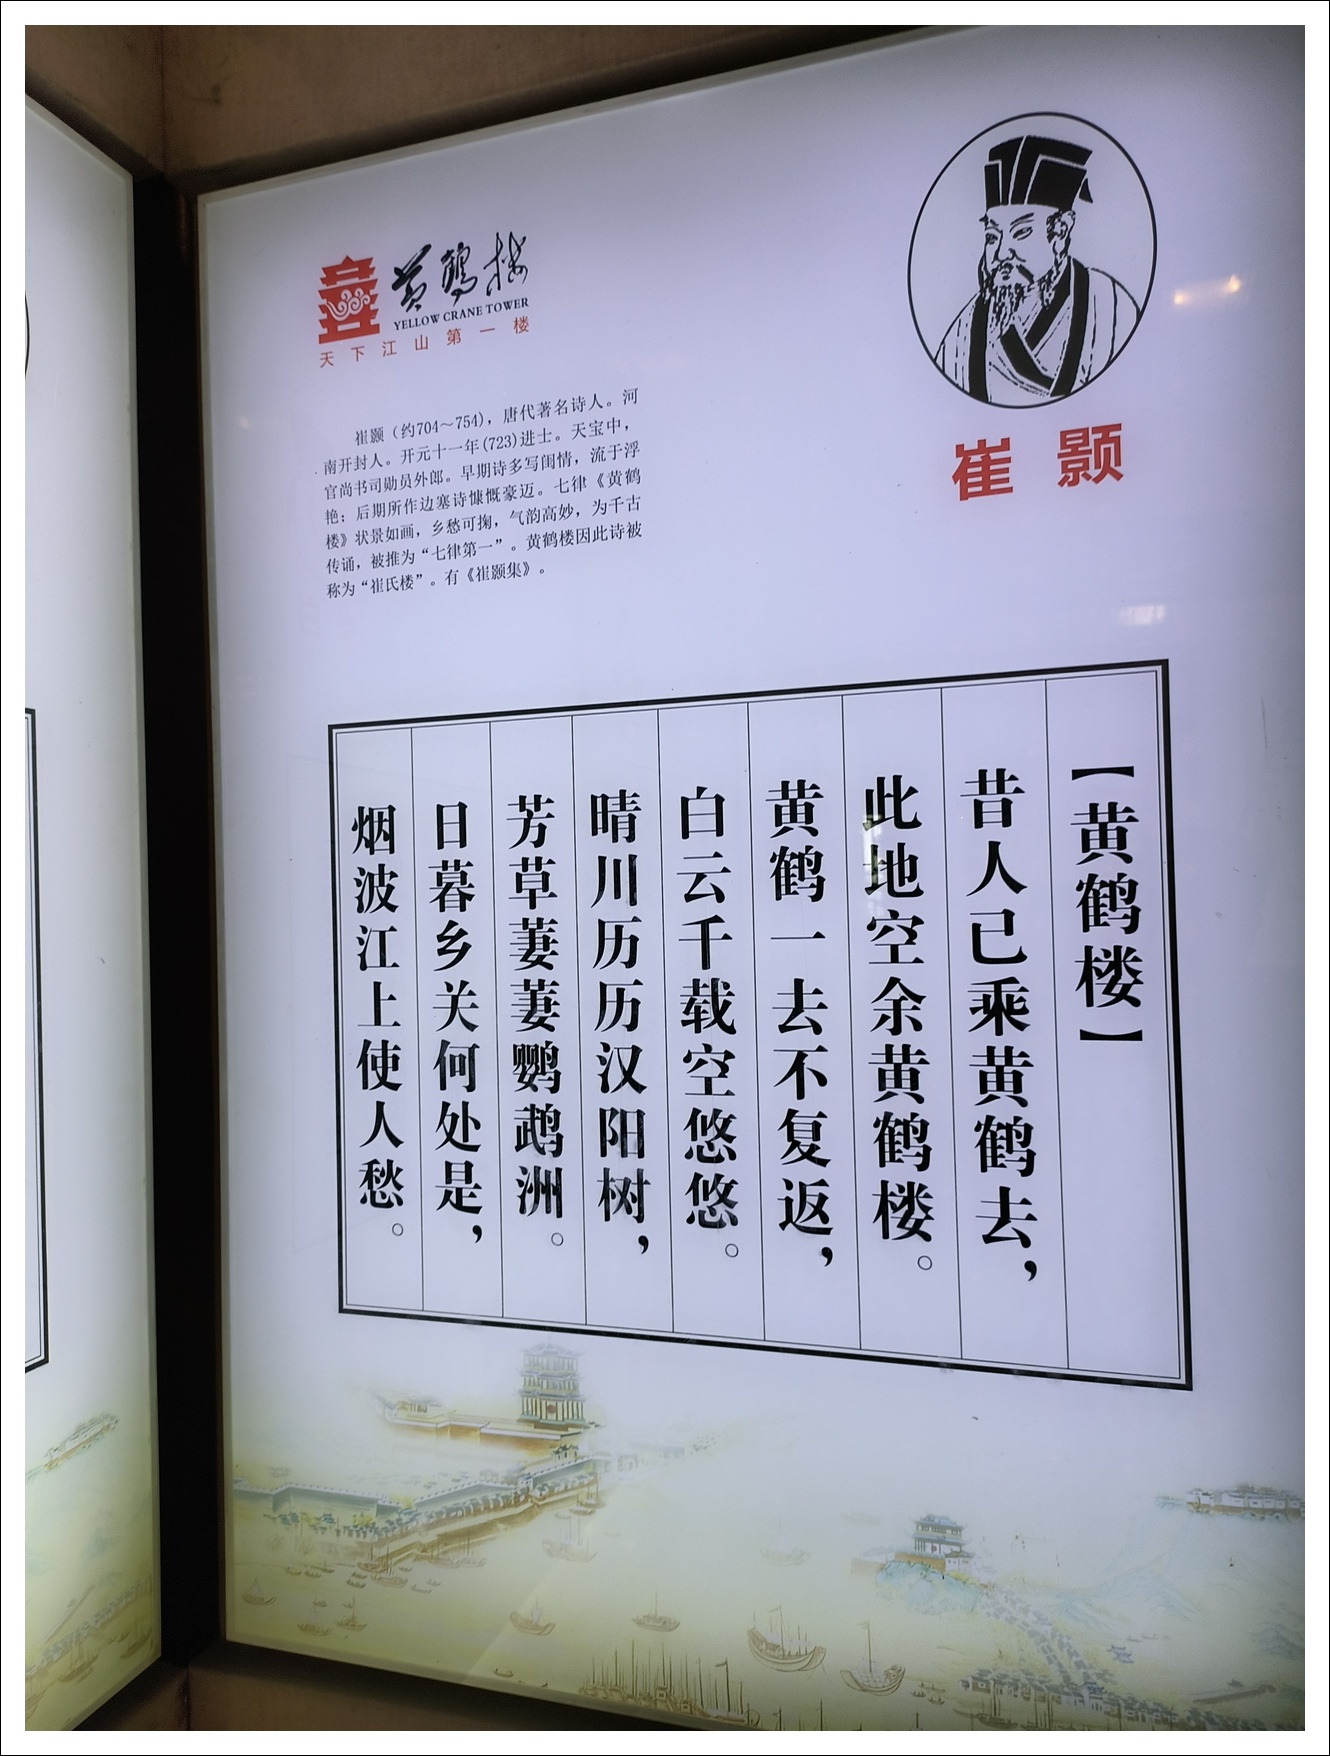 黄鹤楼
YELLOW CRANE TOWER
天下江山第一楼
崔颢
崔颢（约704～754），唐代著名诗人。河
南开封人。开元十一年(723)进士。天宝中，
官尚书司勋员外郎。早期诗多写闺情，流于浮
艳；后期所作边塞诗慷慨豪迈。七律《黄鹤
楼》状景如画，乡愁可掬，气韵高妙，为千古
传诵，被推为“七律第一”。黄鹤楼因此诗被
称为“崔氏楼”。有《崔颢集》。
【黄鹤楼】
昔人已乘黄鹤去，
此地空余黄鹤楼。
黄鹤一去不复返，
白云千载空悠悠。
晴川历历汉阳树，
芳草萋萋鹦鹉洲。
日暮乡关何处是，
烟波江上使人愁。